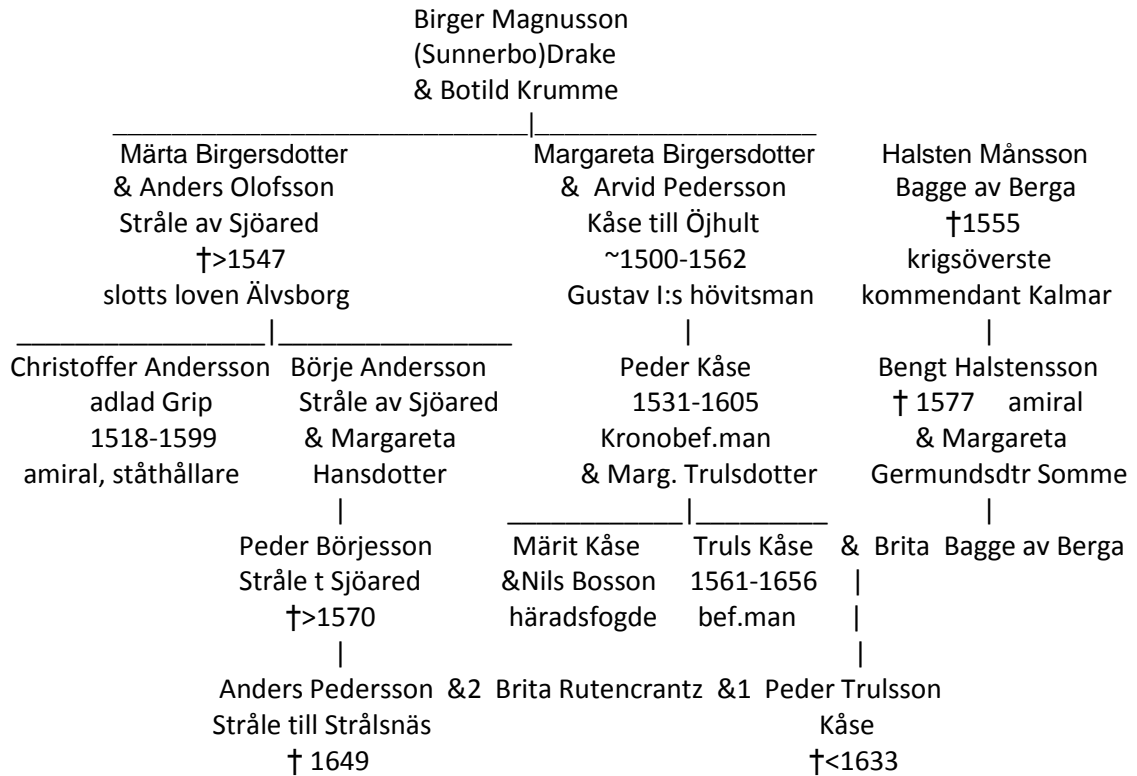 Birger Magnusson
(Sunnerbo)Drake
& Botild Krumme
Märta Birgersdotter Margareta Birgersdotter Halsten Månsson
& Anders Olofsson & Arvid Pedersson Bagge av Berga
Stråle av Sjöared Kåse till Öjhult †1555
†>1547 ~1500-1562 krigsöverste
slotts loven Älvsborg Gustav I:s hövitsman kommendant Kalmar
Christoffer Andersson Börje Andersson Peder Kåse Bengt Halstensson
adlad Grip Stråle av Sjöared 1531-1605 † 1577 amiral
1518-1599 & Margareta Kronobef.man & Margareta
amiral, ståthållare Hansdotter & Marg. Trulsdotter Germundsdtr Somme
Peder Börjesson Märit Kåse Truls Kåse & Brita Bagge av Berga
Stråle t Sjöared &Nils Bosson 1561-1656
†>1570 häradsfogde bef.man
Anders Pedersson &2 Brita Rutencrantz &1 Peder Trulsson
Stråle till Strålsnäs Kåse
† 1649 †<1633